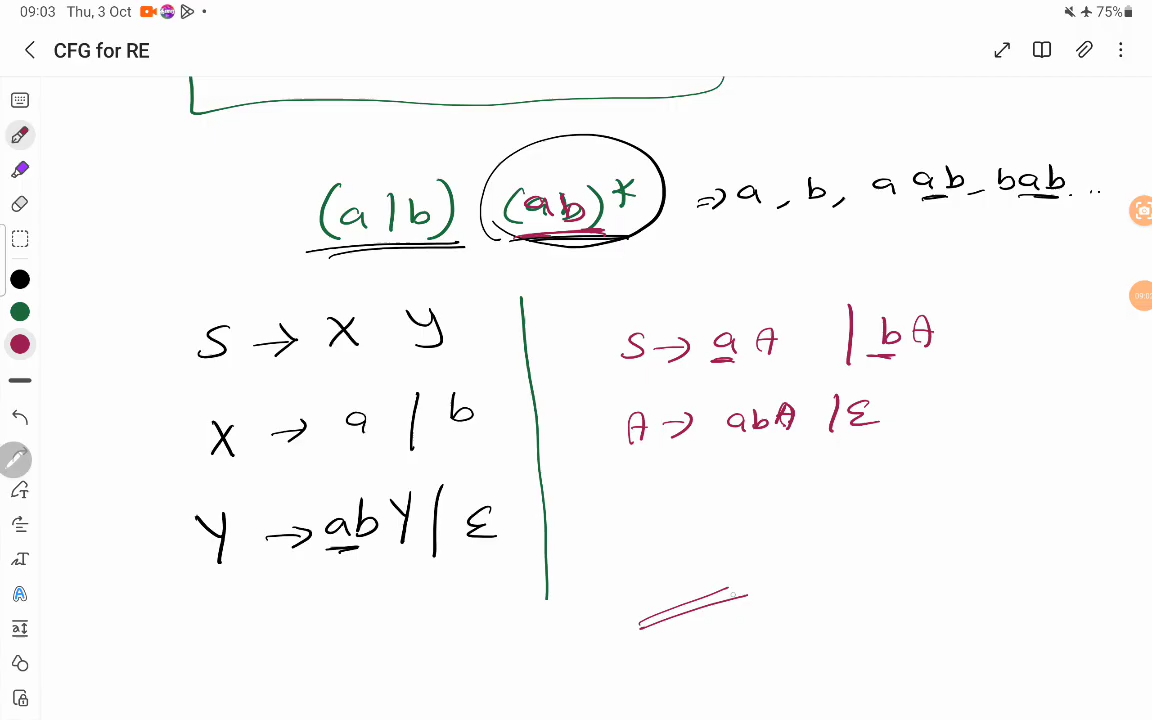 09:03 Thu, 3 Oct 75%
CFG for RE
(a|b) (ab)* => a, b, aab, bab...
S → X Y
X → a | b
Y → abY | ε
S → aA | bA
A → abA | ε